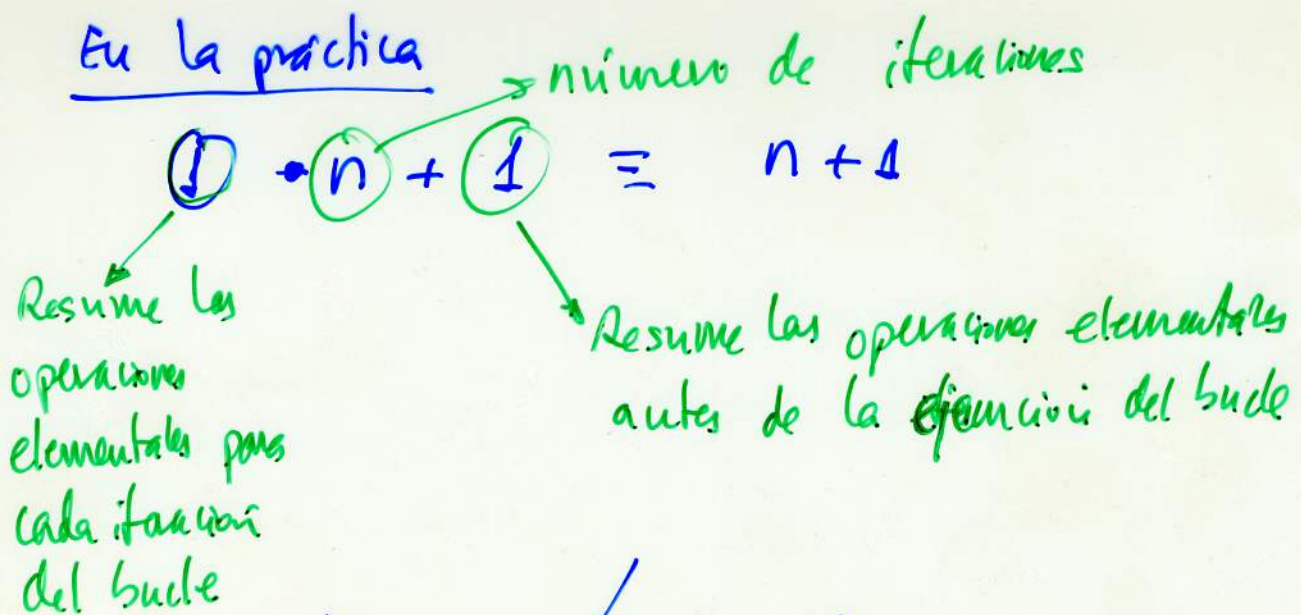 En la práctica
número de iteraciones
1 • n + 1 ≡ n + 1
Resume las
operaciones
elementales para
cada iteración
del bucle
Resume las operaciones elementales
antes de la ejecución del bucle